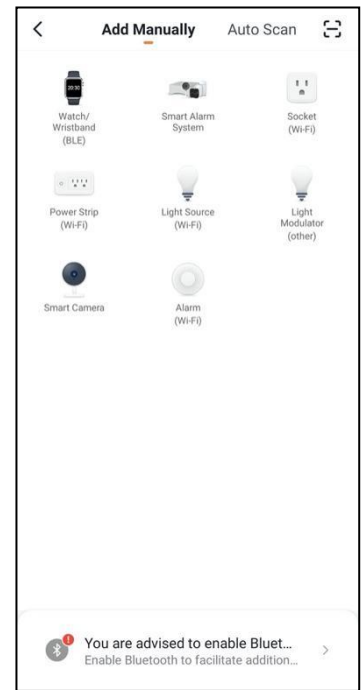 Add Manually
Auto Scan
20:30
Watch/
Wristband
(BLE)
Smart Alarm
System
Socket
(Wi-Fi)
Power Strip
(Wi-Fi)
Light Source
(Wi-Fi)
Light
Modulator
(other)
Smart Camera
Alarm
(Wi-Fi)
You are advised to enable Bluet...
Enable Bluetooth to facilitate addition...